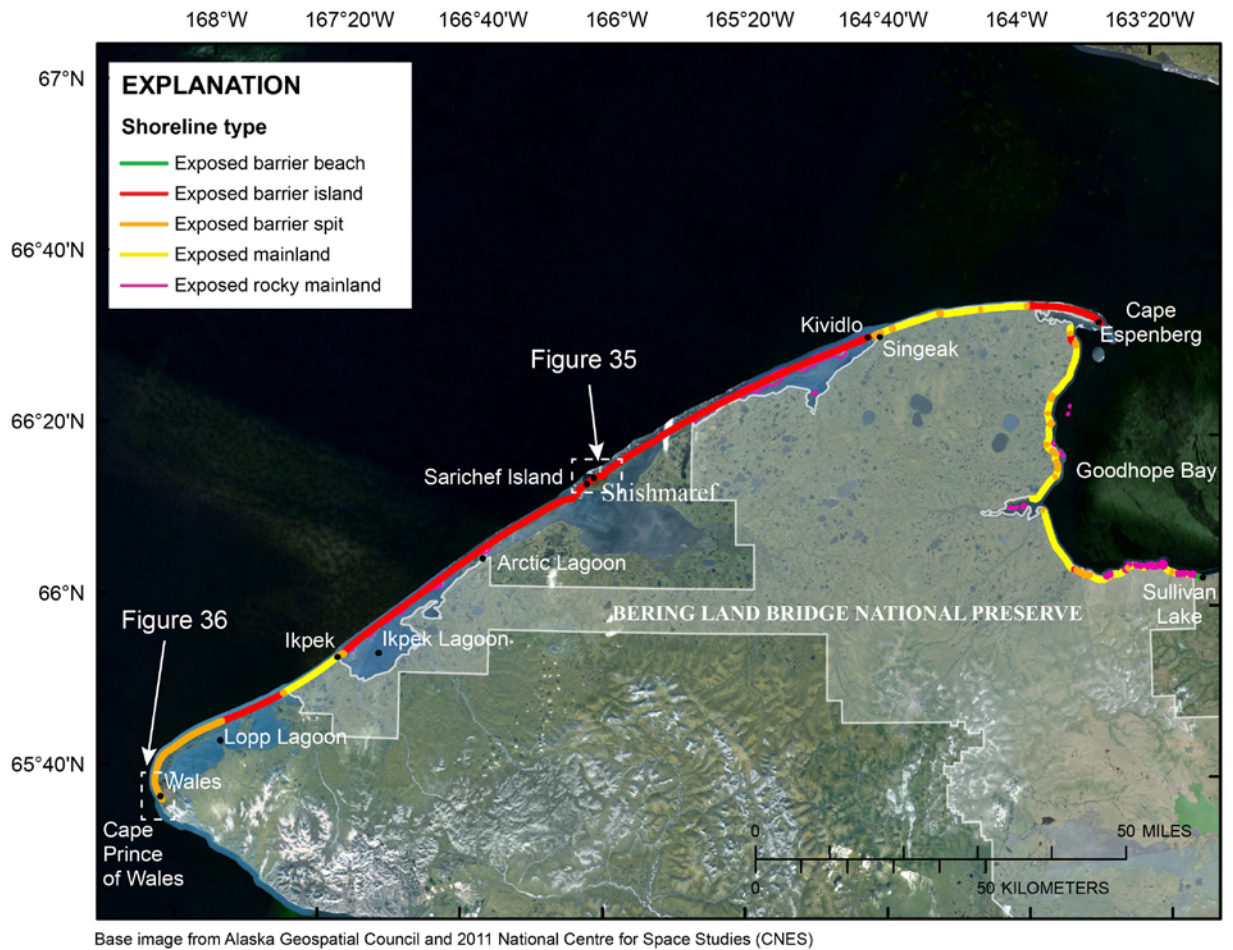 168°W 167°20'W 166°40'W 166°W 165°20'W 164°40'W 164°W 163°20'W
67°N
66°40'N
66°20'N
66°N
65°40'N
EXPLANATION
Shoreline type
Exposed barrier beach
Exposed barrier island
Exposed barrier spit
Exposed mainland
Exposed rocky mainland
Cape
Espenberg
Kividlo
Singeak
Figure 35
Sarichef Island
Shishmaref
Goodhope Bay
Arctic Lagoon
Sullivan
Lake
BERING LAND BRIDGE NATIONAL PRESERVE
Figure 36
Ikpek
Ikpek Lagoon
Lopp Lagoon
Wales
Cape
Prince
of Wales
0 50 MILES
0 50 KILOMETERS
Base image from Alaska Geospatial Council and 2011 National Centre for Space Studies (CNES)